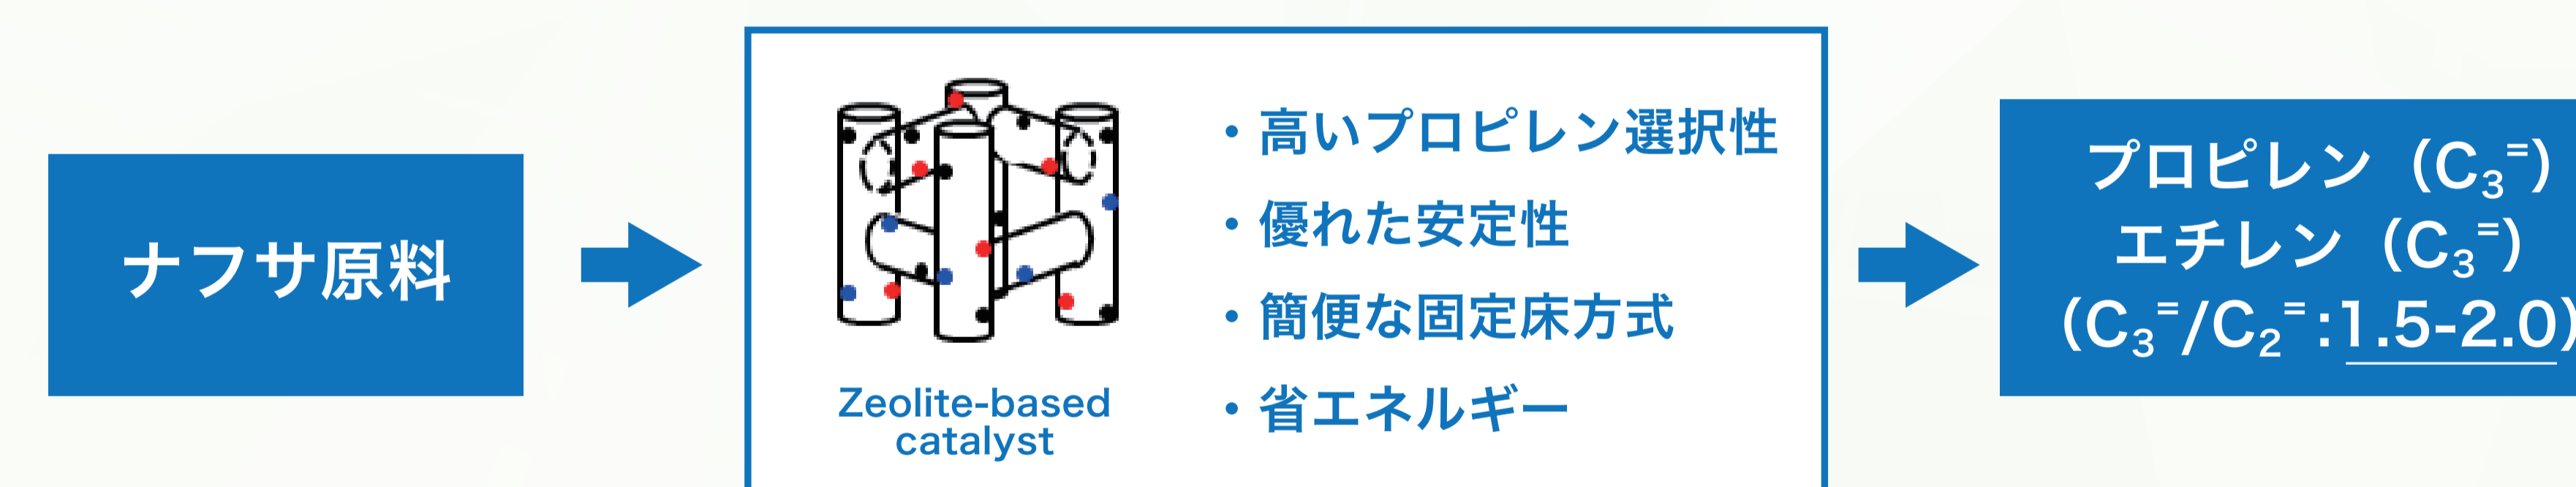 ナフサ原料
Zeolite-based
catalyst
・高いプロピレン選択性
・優れた安定性
・簡便な固定床方式
・省エネルギー
プロピレン（C₃⁼）
エチレン（C₃⁼）
（C₃⁼/C₂⁼:1.5-2.0）